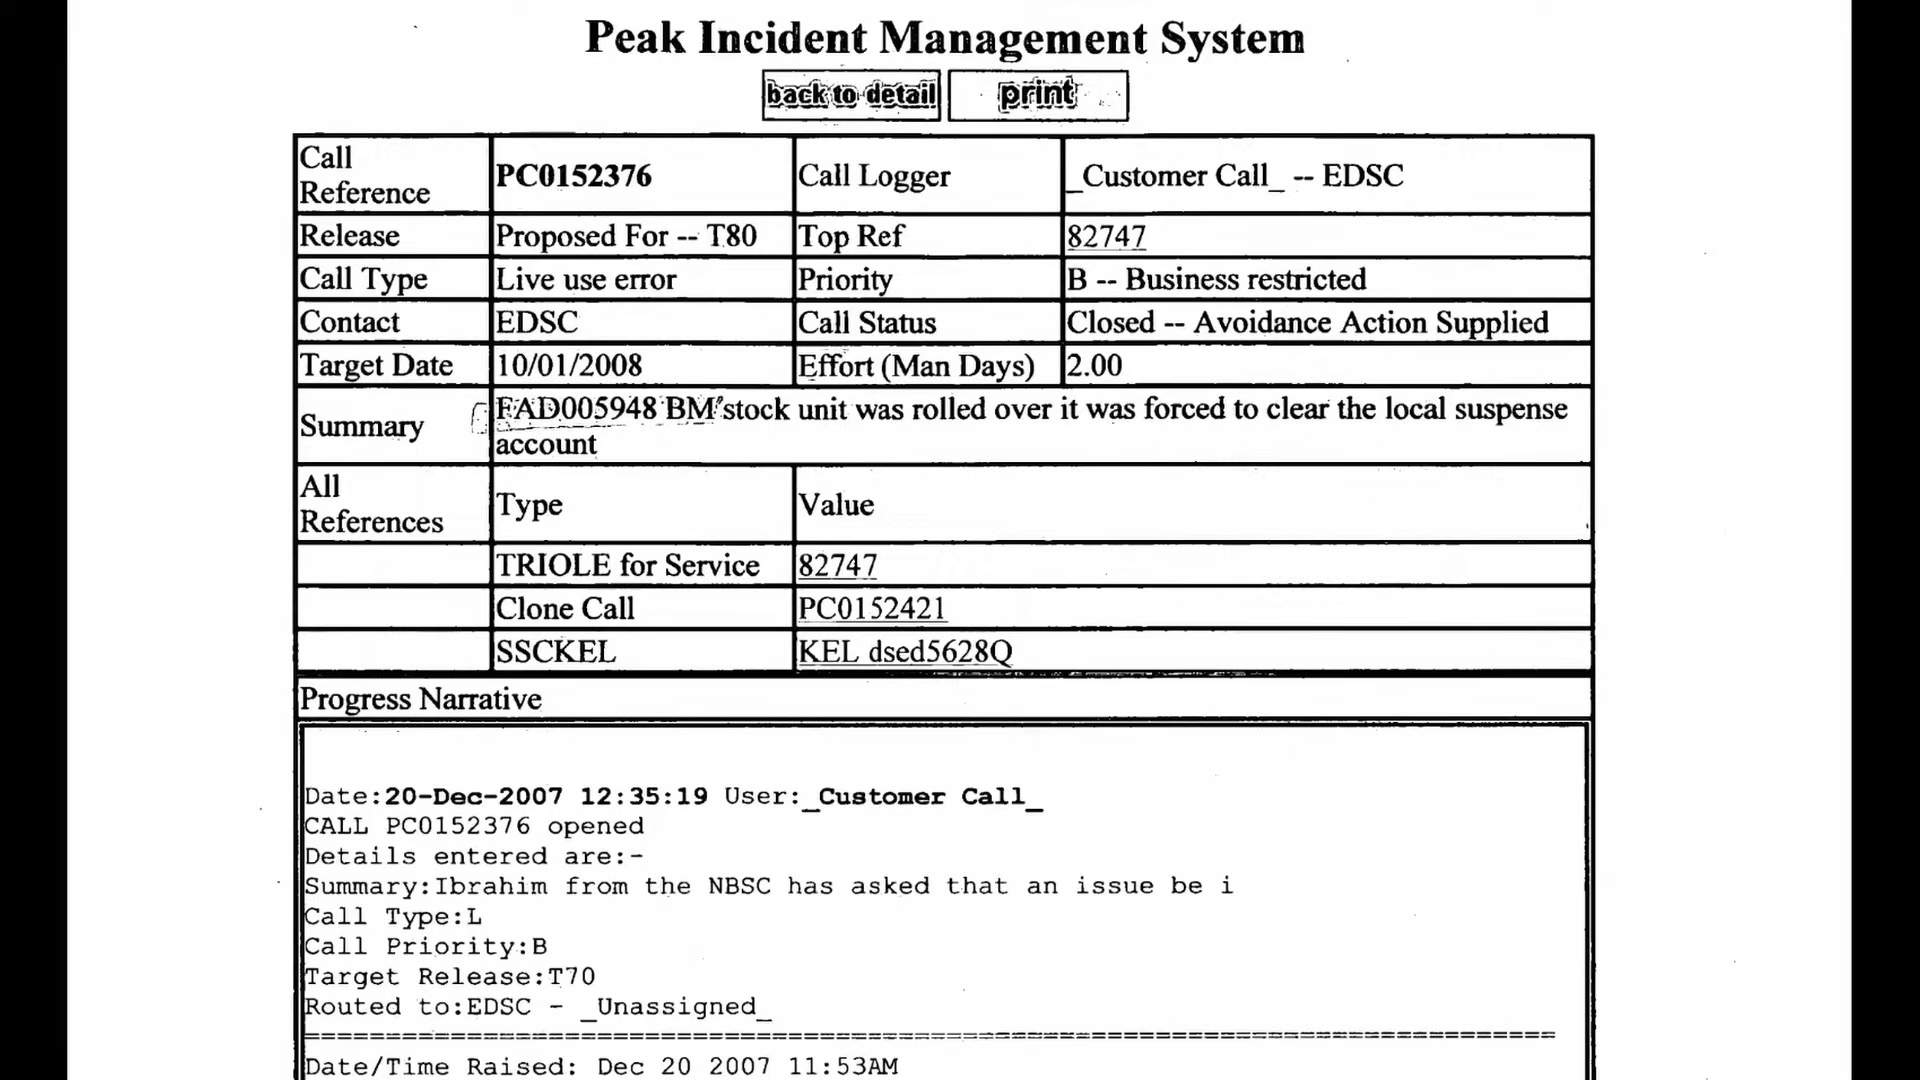 Peak Incident Management System
back to detail print
Call Reference PC0152376 Call Logger _Customer Call_ -- EDSC
Release Proposed For -- T80 Top Ref 82747
Call Type Live use error Priority B -- Business restricted
Contact EDSC Call Status Closed -- Avoidance Action Supplied
Target Date 10/01/2008 Effort (Man Days) 2.00
Summary FAD005948 BM stock unit was rolled over it was forced to clear the local suspense
account
All References Type Value
TRIOLE for Service 82747
Clone Call PC0152421
SSCKEL KEL dsed5628Q
Progress Narrative
Date:20-Dec-2007 12:35:19 User:_Customer Call_
CALL PC0152376 opened
Details entered are:-
Summary:Ibrahim from the NBSC has asked that an issue be i
Call Type:L
Call Priority:B
Target Release:T70
Routed to:EDSC - _Unassigned_
Date/Time Raised: Dec 20 2007 11:53AM